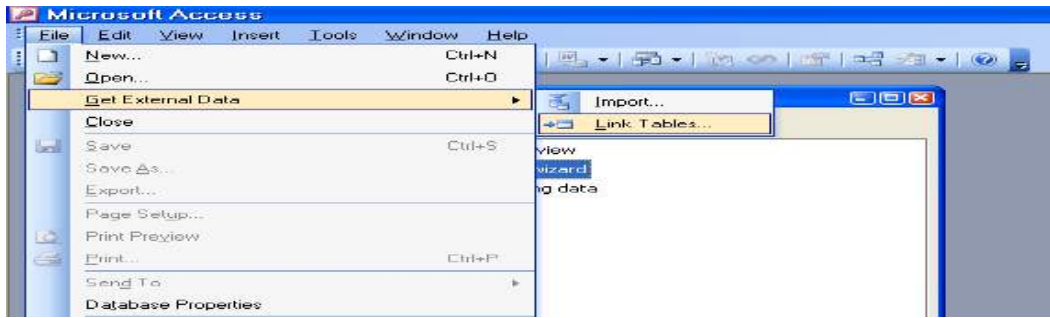 Microsoft Access
File Edit View Insert Tools Window Help
New... Ctrl+N
Open... Ctrl+O
Get External Data
Import...
Close
Link Tables...
Save Ctrl+S
view
Save As...
wizard
Export...
ng data
Page Setup...
Print Preview
Print... Ctrl+P
Send To
Database Properties